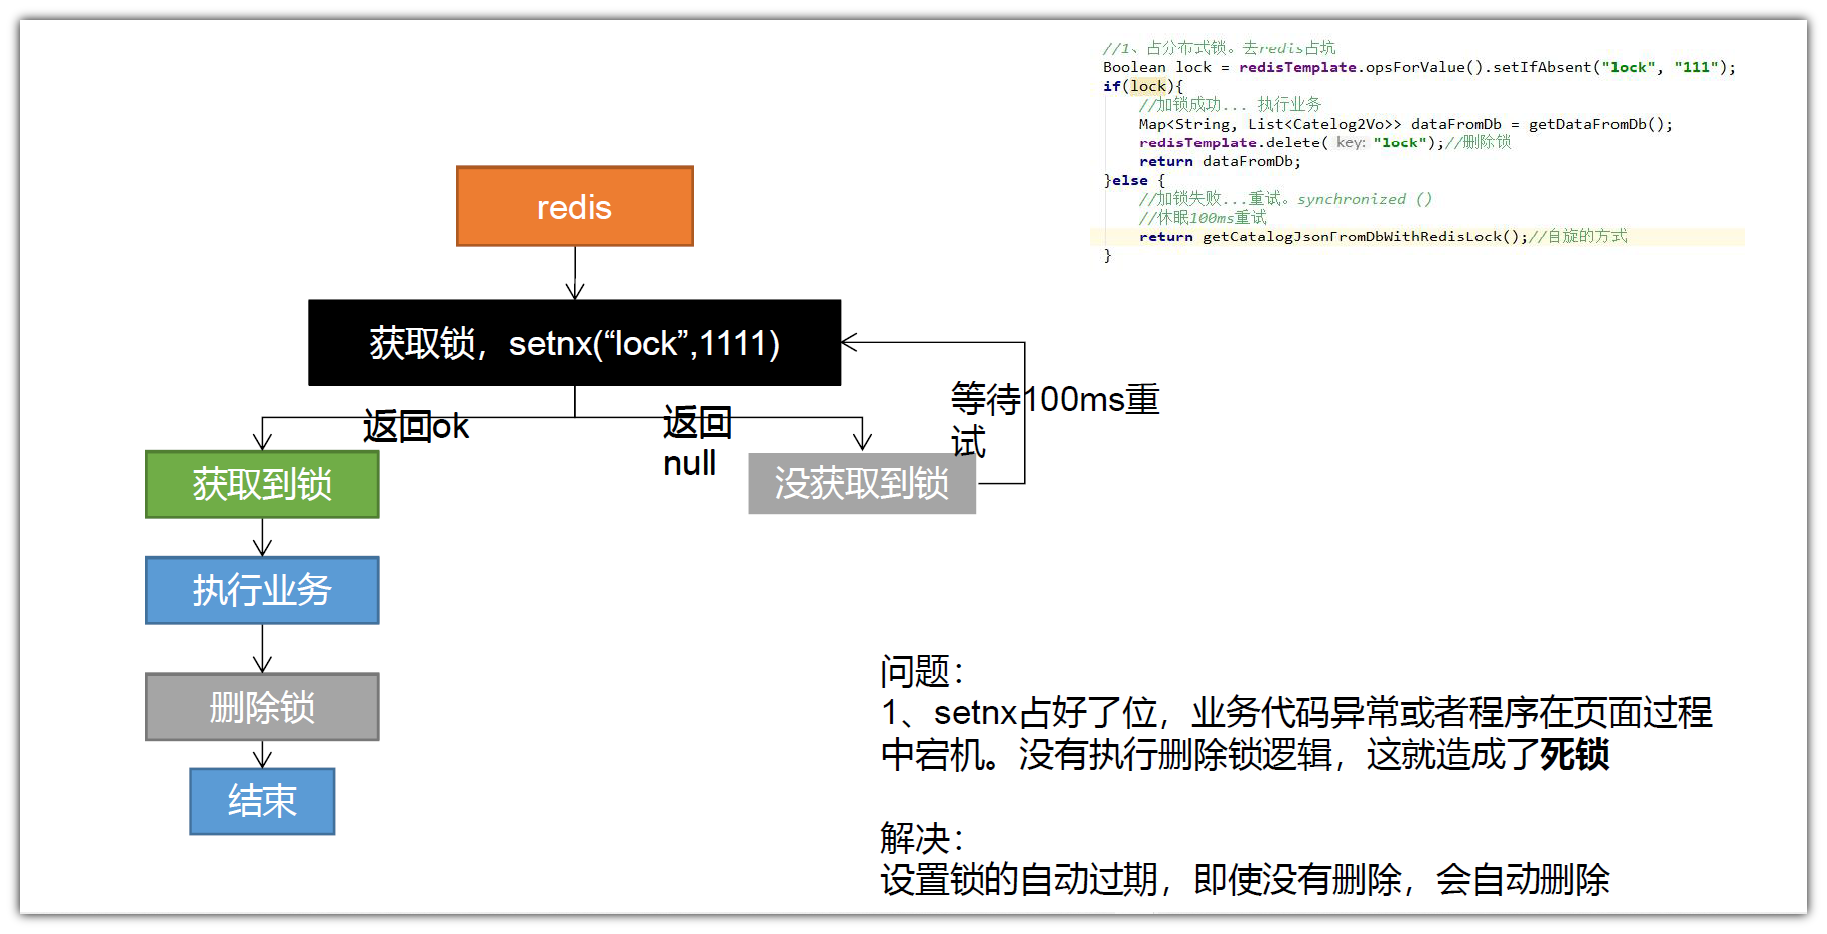 //1、占分布式锁。去redis占坑
Boolean lock = redisTemplate.opsForValue().setIfAbsent("lock", "111");
if(lock){
//加锁成功... 执行业务
Map<String, List<Catelog2Vo>> dataFromDb = getDataFromDb();
redisTemplate.delete( key: "lock");//删除锁
return dataFromDb;
}else {
//加锁失败...重试。synchronized ()
//休眠100ms重试
return getCatalogJsonFromDbWithRedisLock();//自旋的方式
}
redis
获取锁，setnx(“lock”,1111)
返回ok
返回
null
等待100ms重
试
获取到锁
没获取到锁
执行业务
删除锁
结束
问题：
1、setnx占好了位，业务代码异常或者程序在页面过程
中宕机。没有执行删除锁逻辑，这就造成了死锁
解决：
设置锁的自动过期，即使没有删除，会自动删除